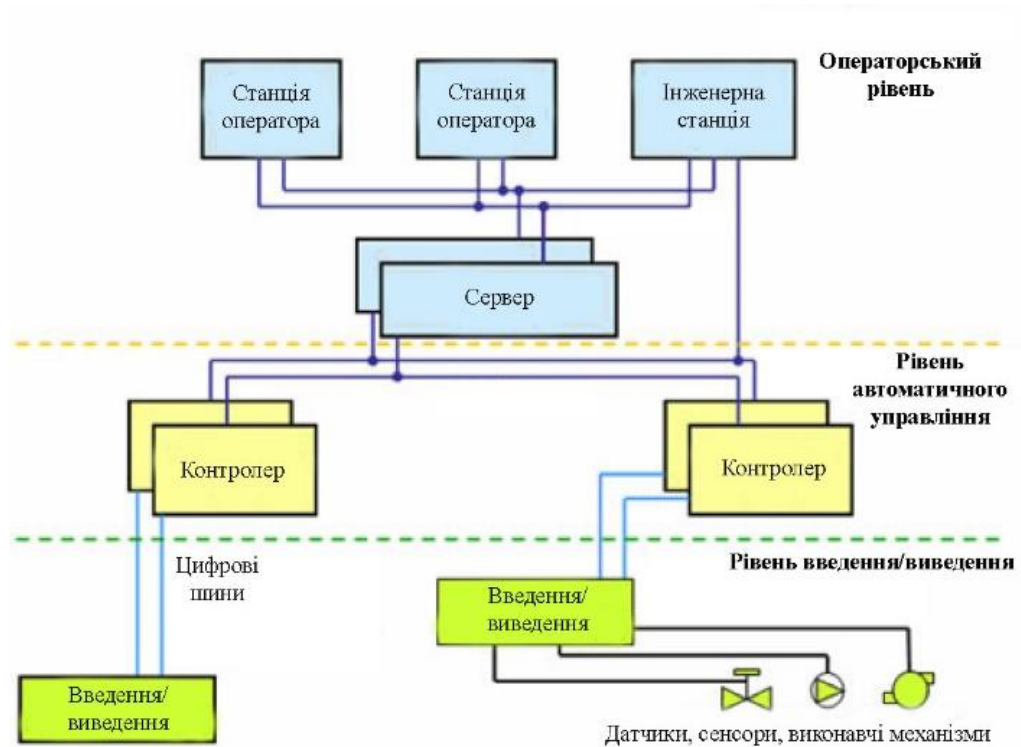 Операторський
рівень
Станція
оператора
Станція
оператора
Інженерна
станція
Сервер
Рівень
автоматичного
управління
Контролер
Контролер
Цифрові
шини
Рівень введення/виведення
Введення/
виведення
Введення/
виведення
Датчики, сенсори, виконавчі механізми